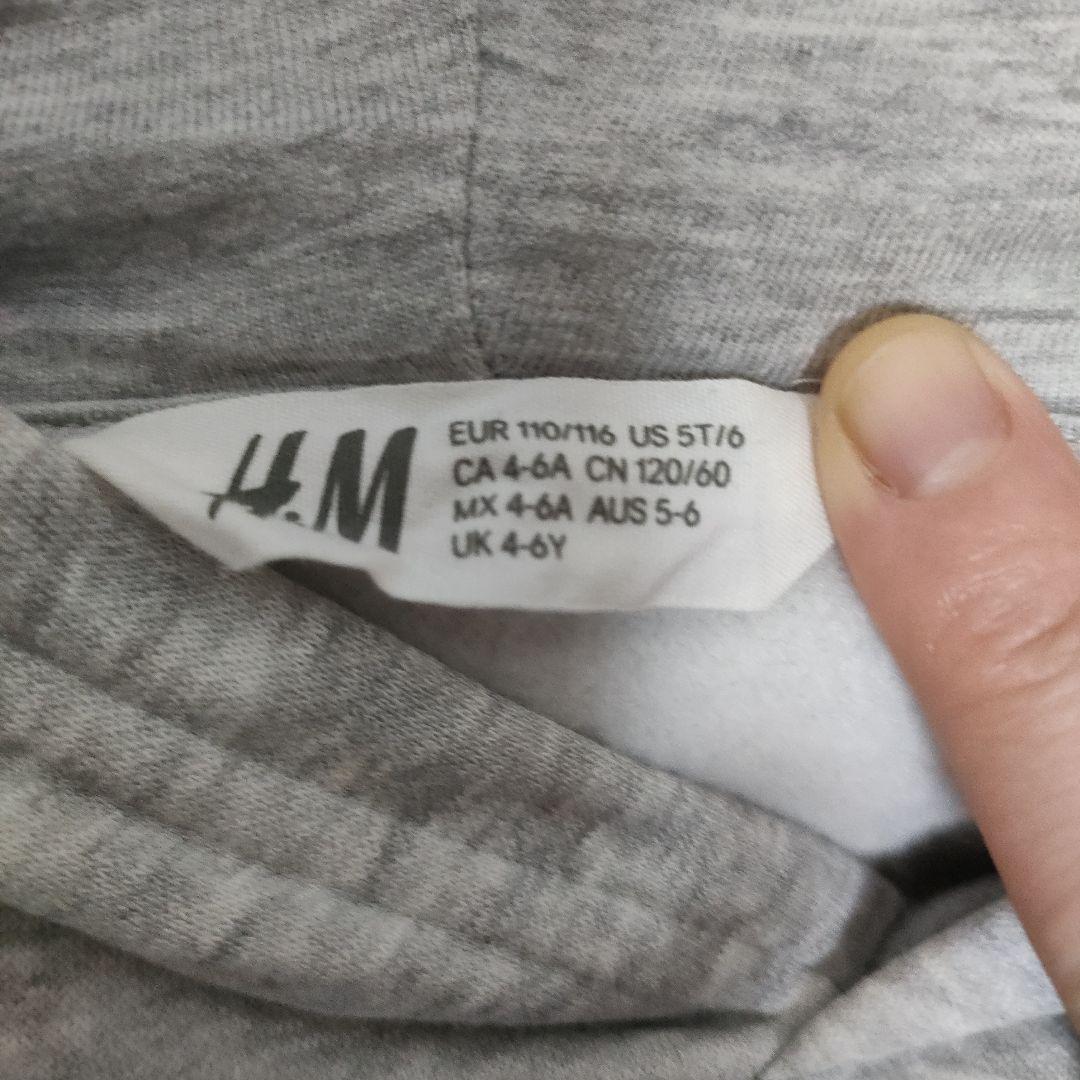 H&M
EUR 110/116 US 5T/6
CA 4-6A CN 120/60
MX 4-6A AUS 5-6
UK 4-6Y